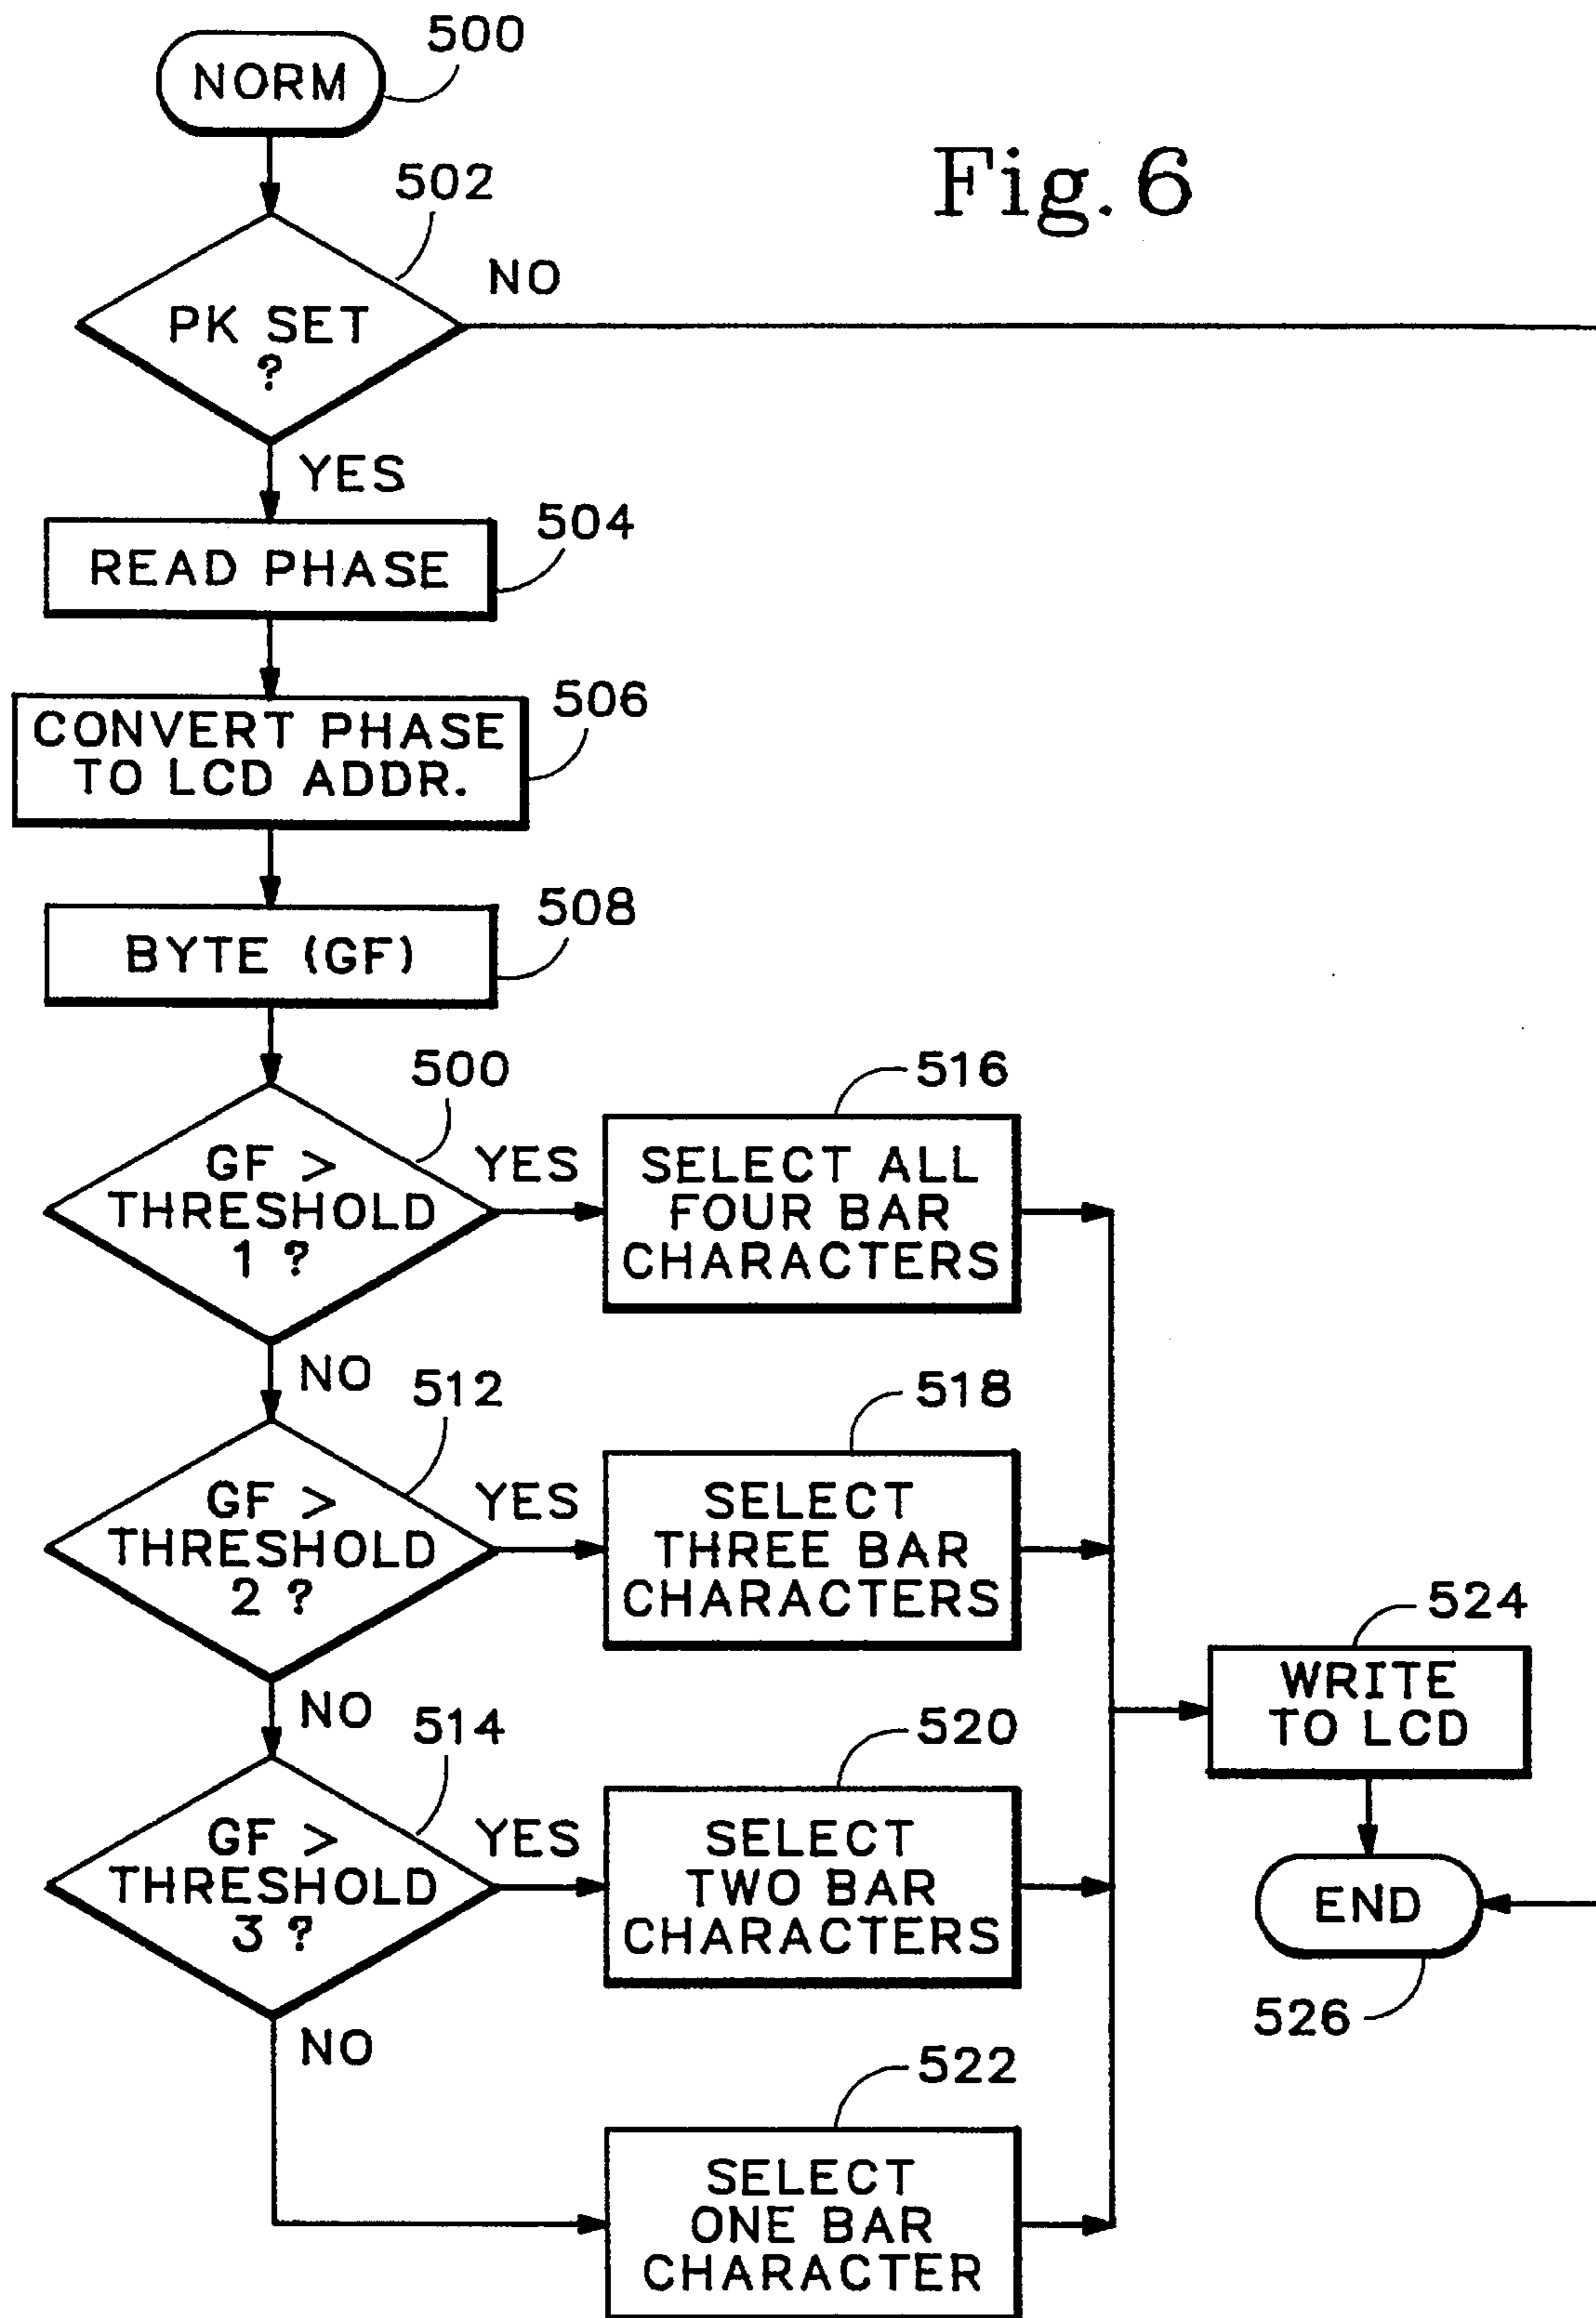 500
NORM
Fig. 6
502
NO
PK SET
?
YES
504
READ PHASE
506
CONVERT PHASE
TO LCD ADDR.
508
BYTE (GF)
500
GF >
THRESHOLD
1 ?
YES
516
SELECT ALL
FOUR BAR
CHARACTERS
NO
512
GF >
THRESHOLD
2 ?
YES
518
SELECT
THREE BAR
CHARACTERS
NO
514
GF >
THRESHOLD
3 ?
YES
520
SELECT
TWO BAR
CHARACTERS
524
WRITE
TO LCD
END
526
NO
522
SELECT
ONE BAR
CHARACTER